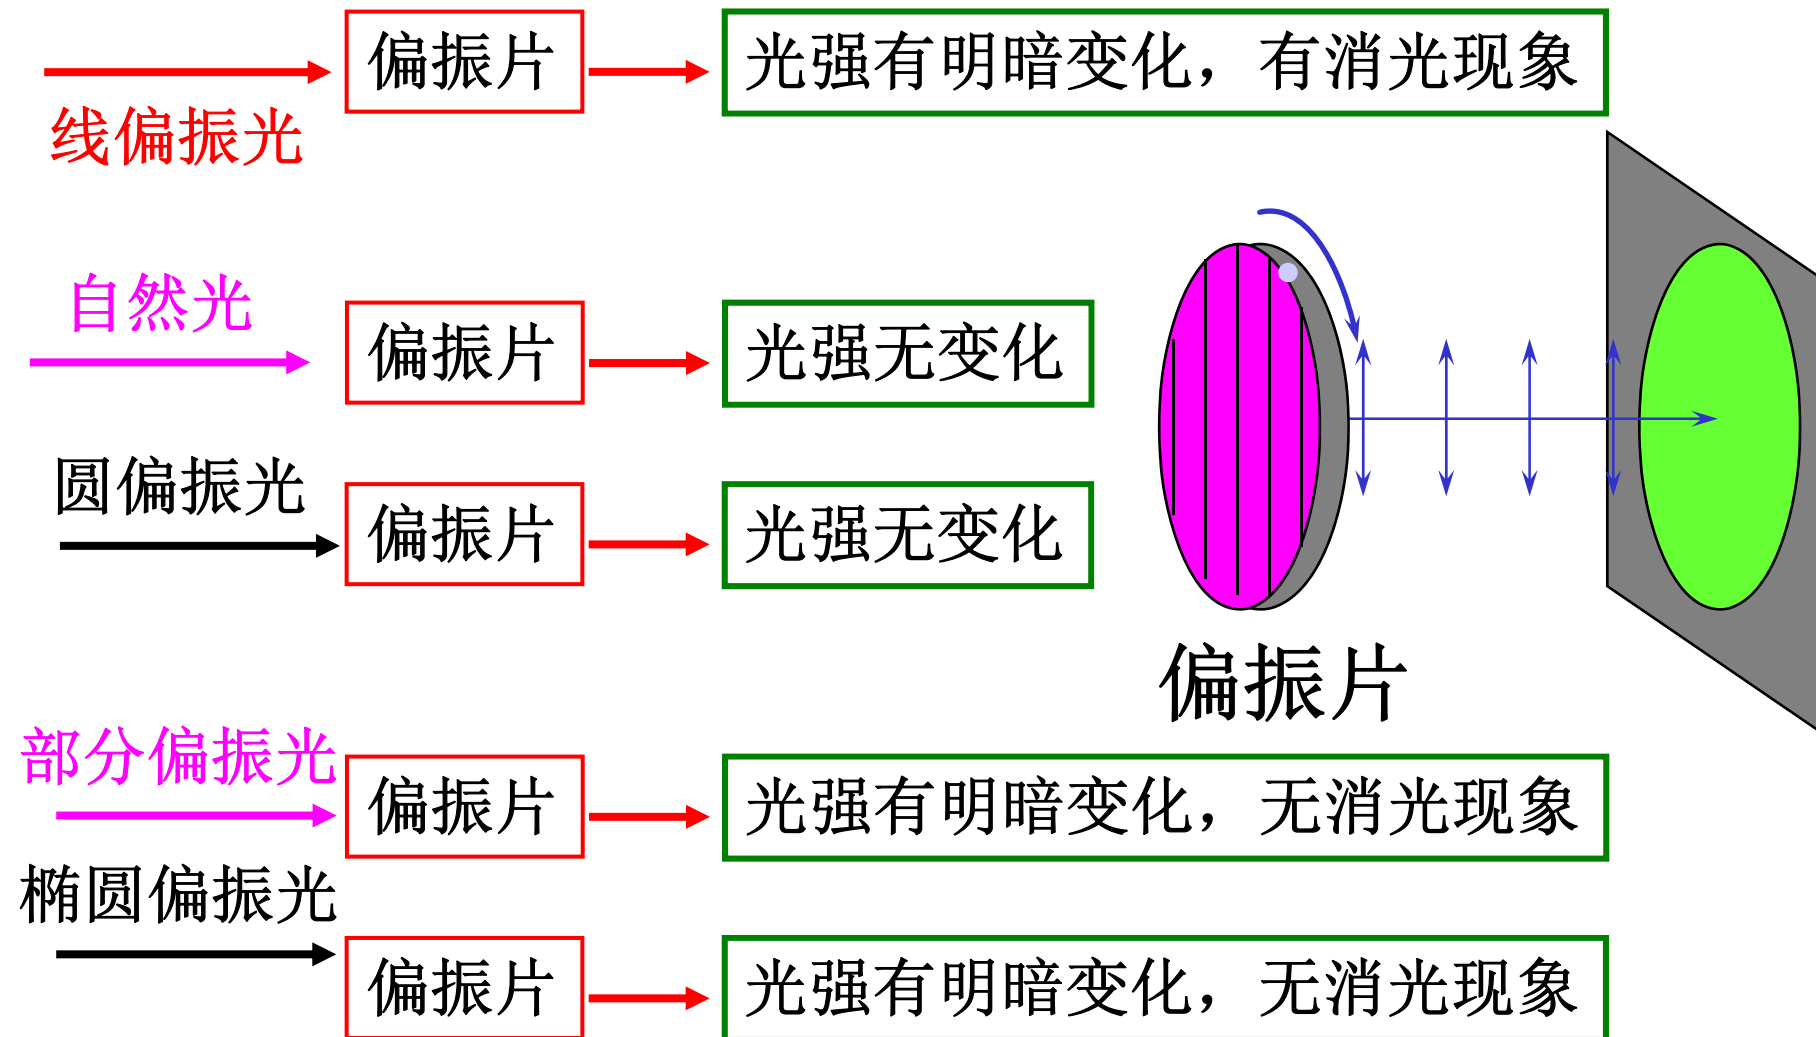 偏振片
光强有明暗变化，有消光现象
线偏振光
自然光
偏振片
光强无变化
圆偏振光
偏振片
光强无变化
偏振片
部分偏振光
偏振片
光强有明暗变化，无消光现象
椭圆偏振光
偏振片
光强有明暗变化，无消光现象